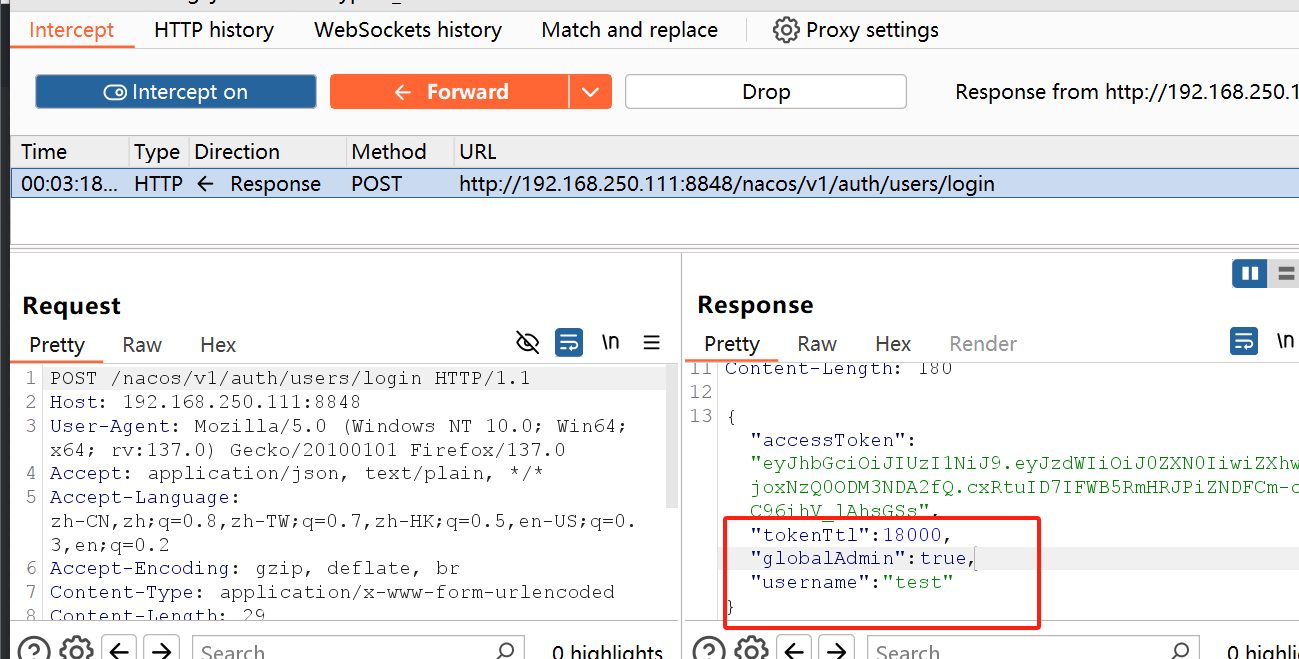 Intercept HTTP history WebSockets history Match and replace Proxy settings
Intercept on Forward Drop Response from http://192.168.250.1
Time Type Direction Method URL
00:03:18... HTTP Response POST http://192.168.250.111:8848/nacos/v1/auth/users/login
Request
Pretty Raw Hex \n
1 POST /nacos/v1/auth/users/login HTTP/1.1
2 Host: 192.168.250.111:8848
3 User-Agent: Mozilla/5.0 (Windows NT 10.0; Win64;
x64; rv:137.0) Gecko/20100101 Firefox/137.0
4 Accept: application/json, text/plain, */*
5 Accept-Language:
zh-CN,zh;q=0.8,zh-TW;q=0.7,zh-HK;q=0.5,en-US;q=0.
3,en;q=0.2
6 Accept-Encoding: gzip, deflate, br
7 Content-Type: application/x-www-form-urlencoded
8 Content-Length: 29
Search 0 highlights
Response
Pretty Raw Hex Render \n
11 Content-Length: 180
12
13 {
"accessToken":
"eyJhbGciOiJIUzI1NiJ9.eyJzdWIiOiJ0ZXN0IiwiZXhw
joxNzQ0ODM3NDA2fQ.cxRtuID7IFWB5RmHRJPiZNDFCm-c
C96ihV_lAhsGSs",
"tokenTtl":18000,
"globalAdmin":true,
"username":"test"
}
Search 0 highli